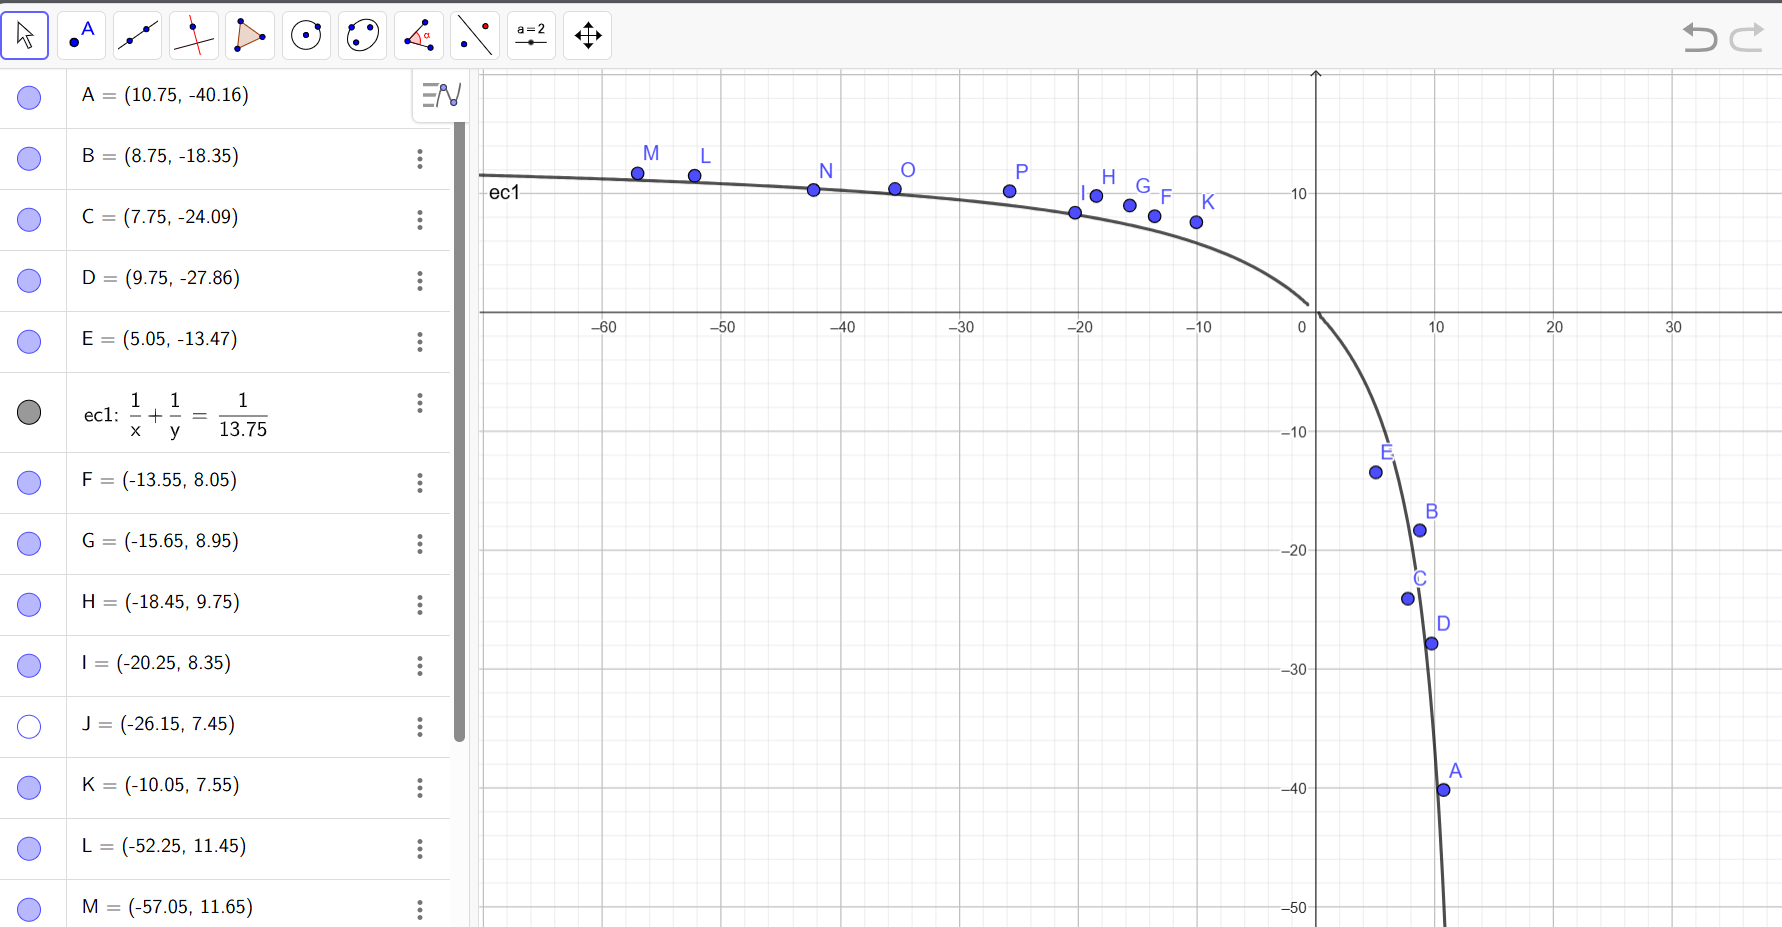 A
α
a=2
A = (10.75, -40.16)
B = (8.75, -18.35)
C = (7.75, -24.09)
D = (9.75, -27.86)
E = (5.05, -13.47)
ec1: 1/x + 1/y = 1/13.75
F = (-13.55, 8.05)
G = (-15.65, 8.95)
H = (-18.45, 9.75)
I = (-20.25, 8.35)
J = (-26.15, 7.45)
K = (-10.05, 7.55)
L = (-52.25, 11.45)
M = (-57.05, 11.65)
M L N O P I H G F K
ec1
10
–60 –50 –40 –30 –20 –10 0 10 20 30
–10
E
B
–20
C
D
–30
A
–40
–50